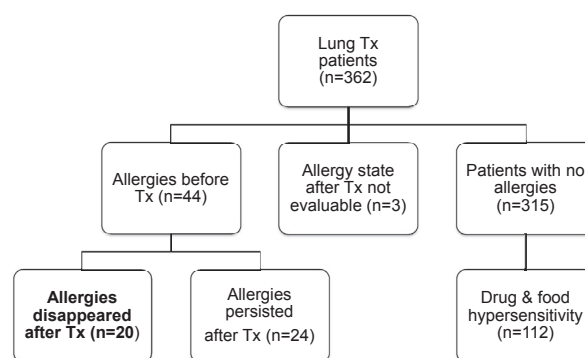 Lung Tx
patients
(n=362)
Allergies before
Tx (n=44)
Allergy state
after Tx not
evaluable (n=3)
Patients with no
allergies
(n=315)
Allergies
disappeared
after Tx (n=20)
Allergies
persisted
after Tx (n=24)
Drug & food
hypersensitivity
(n=112)